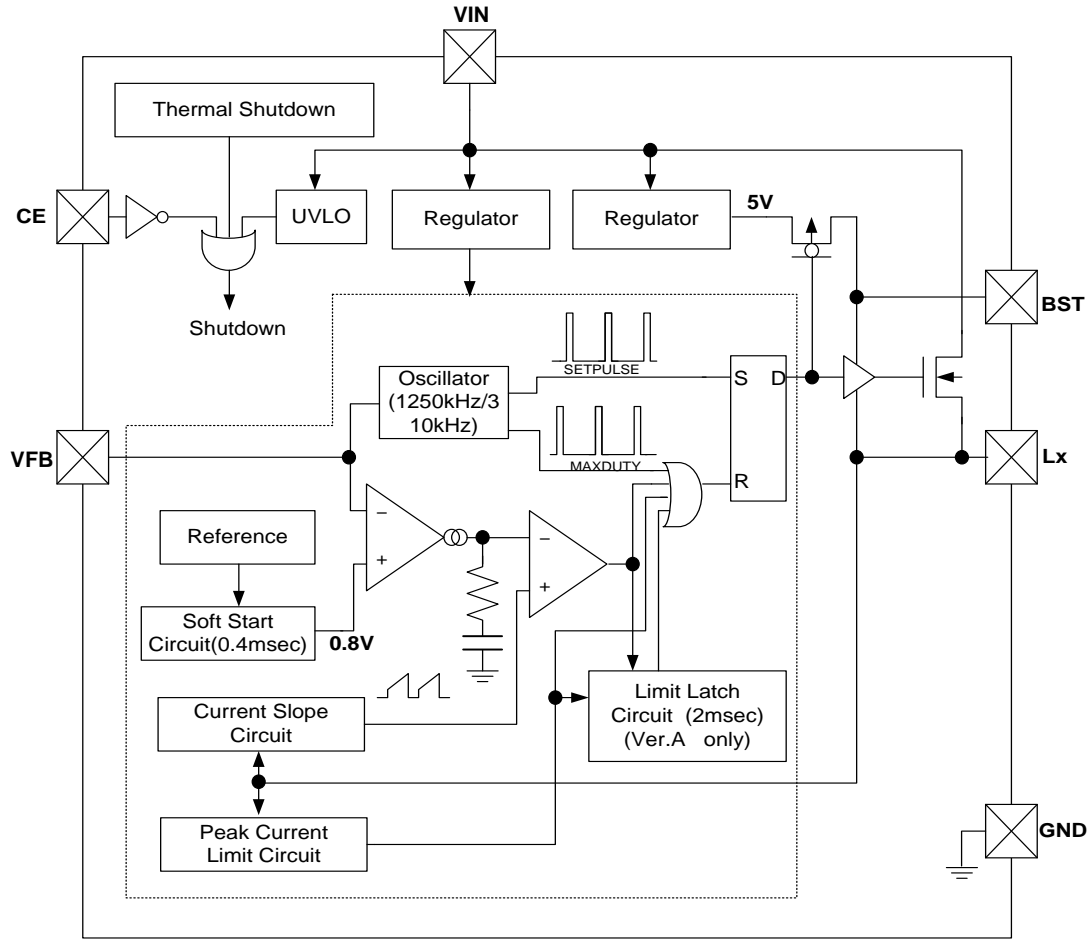 VIN
Thermal Shutdown
CE
UVLO
Regulator
Regulator
5V
Shutdown
BST
SETPULSE
Oscillator
(1250kHz/3
10kHz)
S
D
VFB
MAXDUTY
Lx
R
−
+
Reference
−
+
Soft Start
Circuit(0.4msec)
0.8V
Current Slope
Circuit
Limit Latch
Circuit (2msec)
(Ver.A only)
Peak Current
Limit Circuit
GND